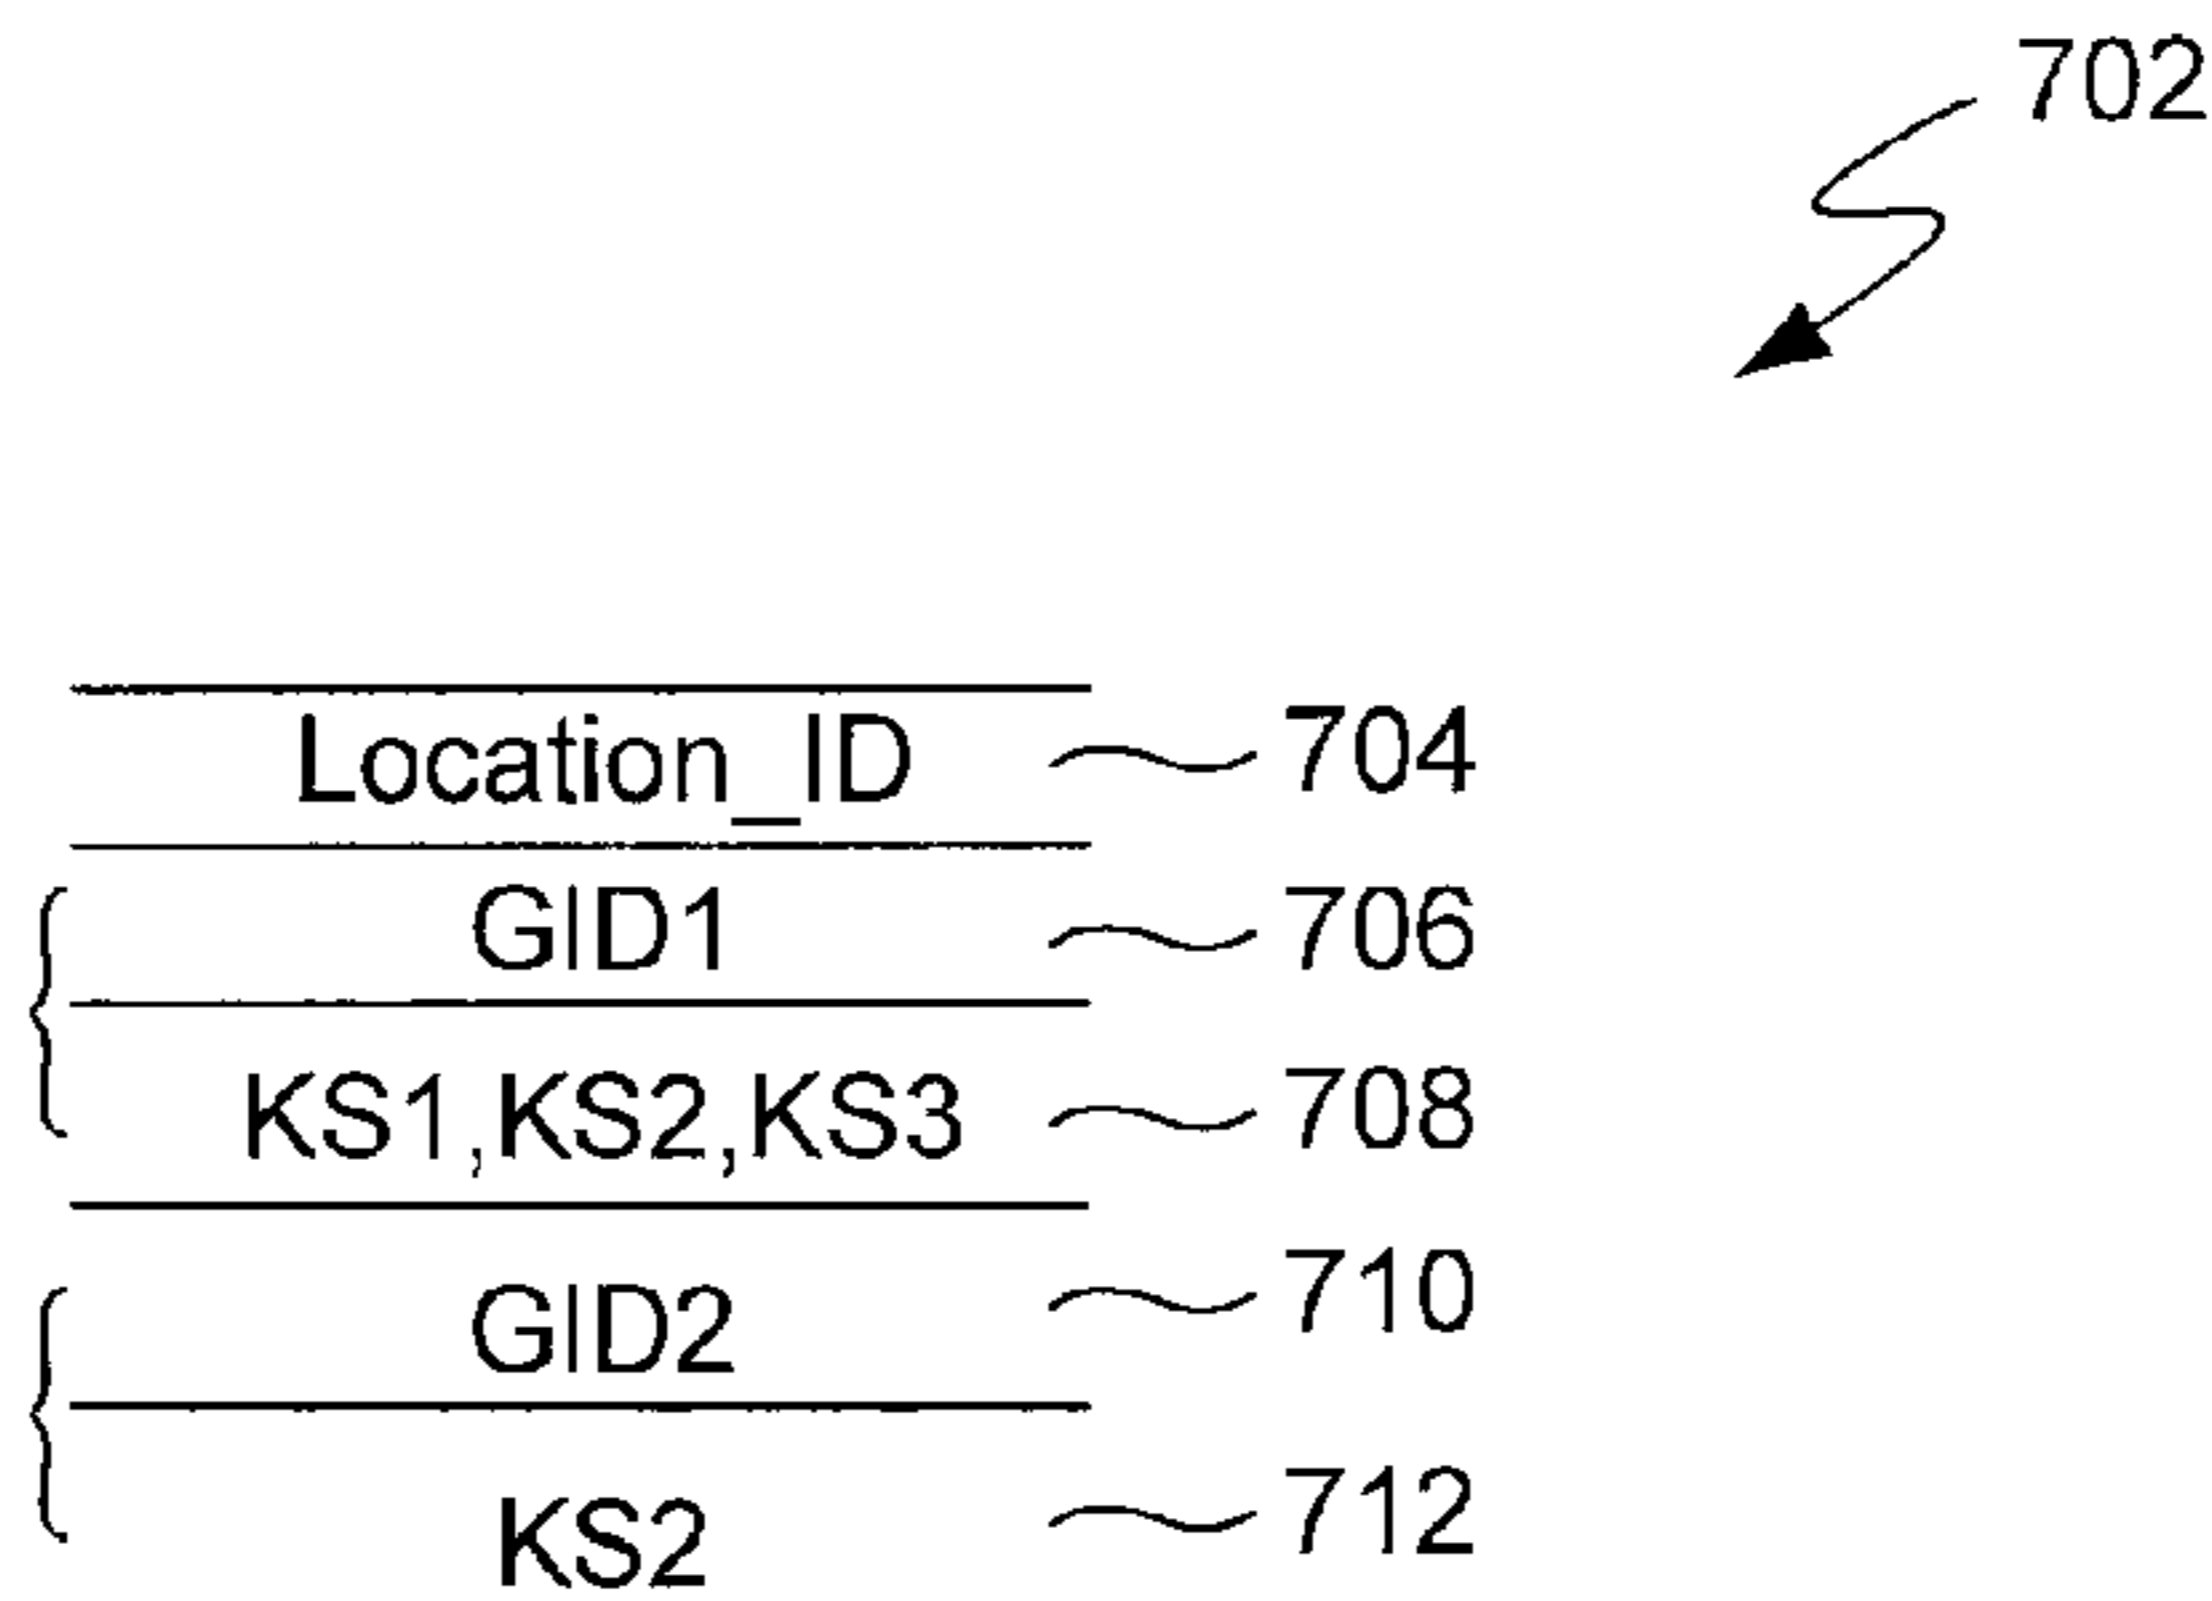 702
Location_ID 704
GID1 706
KS1,KS2,KS3 708
GID2 710
KS2 712